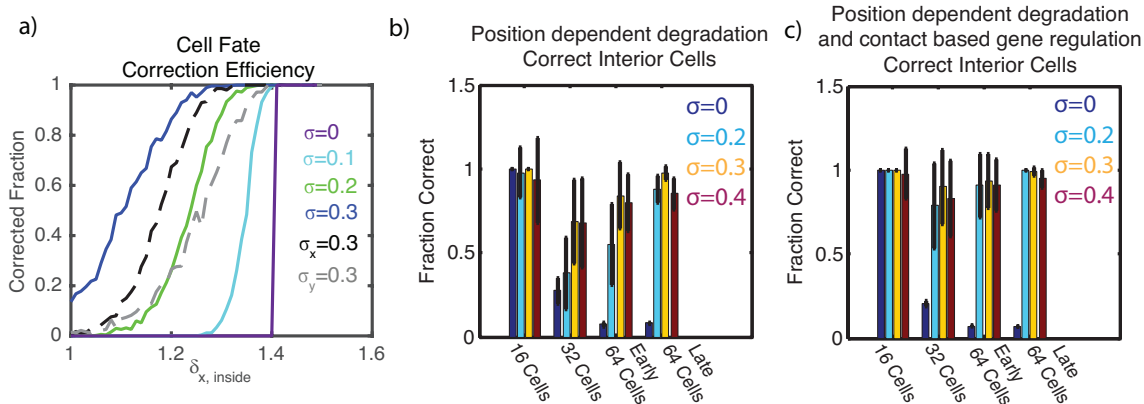 a)
Cell Fate
Correction Efficiency
Corrected Fraction
1
0.8
0.6
0.4
0.2
0
1
1.2
1.4
1.6
δx, inside
σ=0
σ=0.1
σ=0.2
σ=0.3
σx=0.3
σy=0.3
b)
Position dependent degradation
Correct Interior Cells
Fraction Correct
1.5
1
0.5
0
σ=0
σ=0.2
σ=0.3
σ=0.4
16 Cells
32 Cells
Early
64 Cells
Late
64 Cells
c)
Position dependent degradation
and contact based gene regulation
Correct Interior Cells
Fraction Correct
1.5
1
0.5
0
σ=0
σ=0.2
σ=0.3
σ=0.4
16 Cells
32 Cells
Early
64 Cells
Late
64 Cells